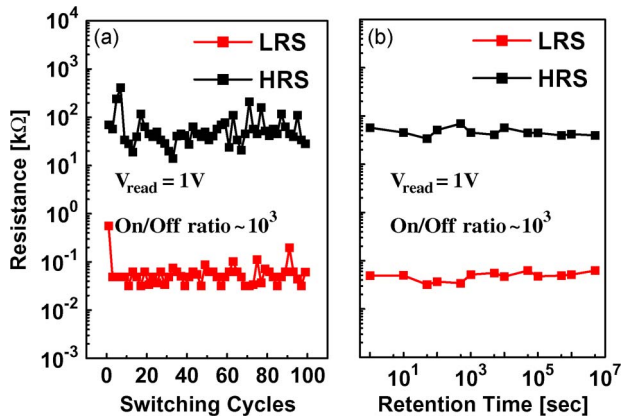 (a)
LRS
HRS
V_read = 1V
On/Off ratio ~ 10^3
Resistance [kΩ]
10^4
10^3
10^2
10^1
10^0
10^-1
10^-2
10^-3
0 20 40 60 80 100
Switching Cycles
(b)
LRS
HRS
V_read = 1V
On/Off ratio ~ 10^3
10^1 10^3 10^5 10^7
Retention Time [sec]